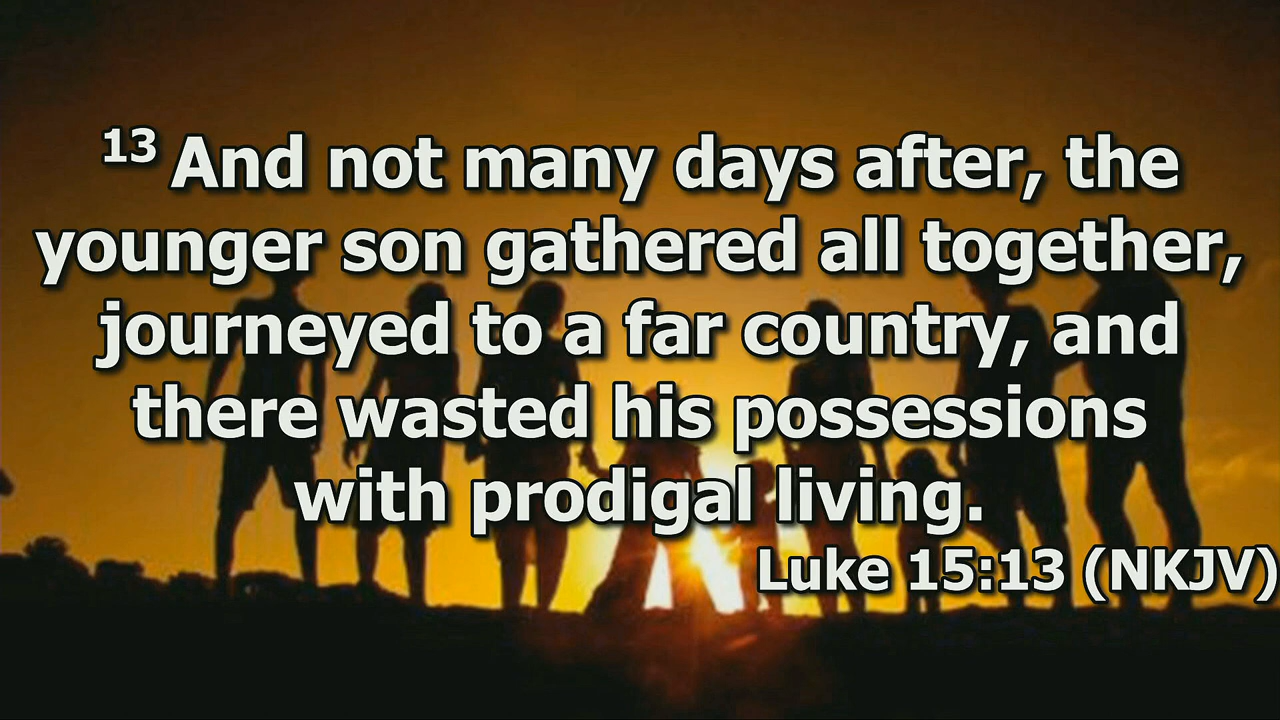 13 And not many days after, the
younger son gathered all together,
journeyed to a far country, and
there wasted his possessions
with prodigal living.
Luke 15:13 (NKJV)